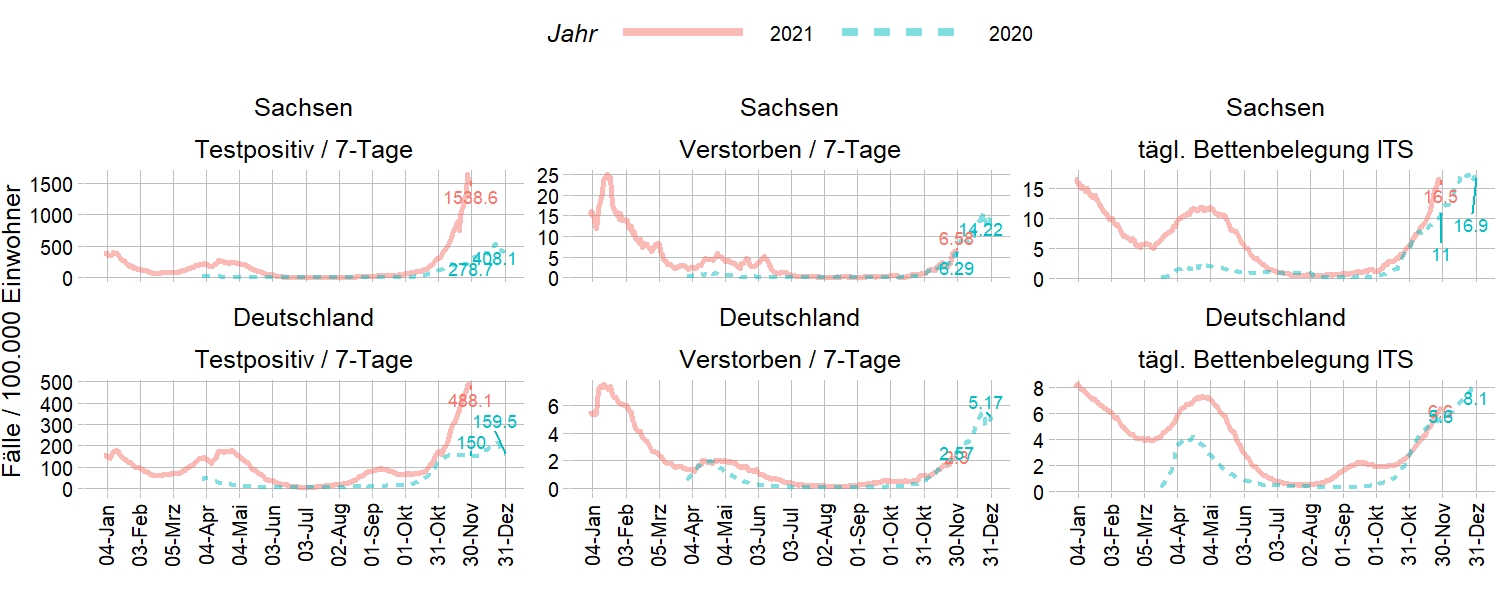 Jahr 2021 2020
Fälle / 100.000 Einwohner
Sachsen
Testpositiv / 7-Tage
1500
1000
500
0
1538.6
408.1
278.7
Sachsen
Verstorben / 7-Tage
25
20
15
10
5
0
14.22
6.29
Sachsen
tägl. Bettenbelegung ITS
15
10
5
0
16.5
16.9
11
Deutschland
Testpositiv / 7-Tage
500
400
300
200
100
0
488.1
159.5
150
04-Jan
03-Feb
05-Mrz
04-Apr
04-Mai
03-Jun
03-Jul
02-Aug
01-Sep
01-Okt
31-Okt
30-Nov
31-Dez
Deutschland
Verstorben / 7-Tage
6
4
2
0
5.17
2.57
04-Jan
03-Feb
05-Mrz
04-Apr
04-Mai
03-Jun
03-Jul
02-Aug
01-Sep
01-Okt
31-Okt
30-Nov
31-Dez
Deutschland
tägl. Bettenbelegung ITS
8
6
4
2
0
8.1
04-Jan
03-Feb
05-Mrz
04-Apr
04-Mai
03-Jun
03-Jul
02-Aug
01-Sep
01-Okt
31-Okt
30-Nov
31-Dez